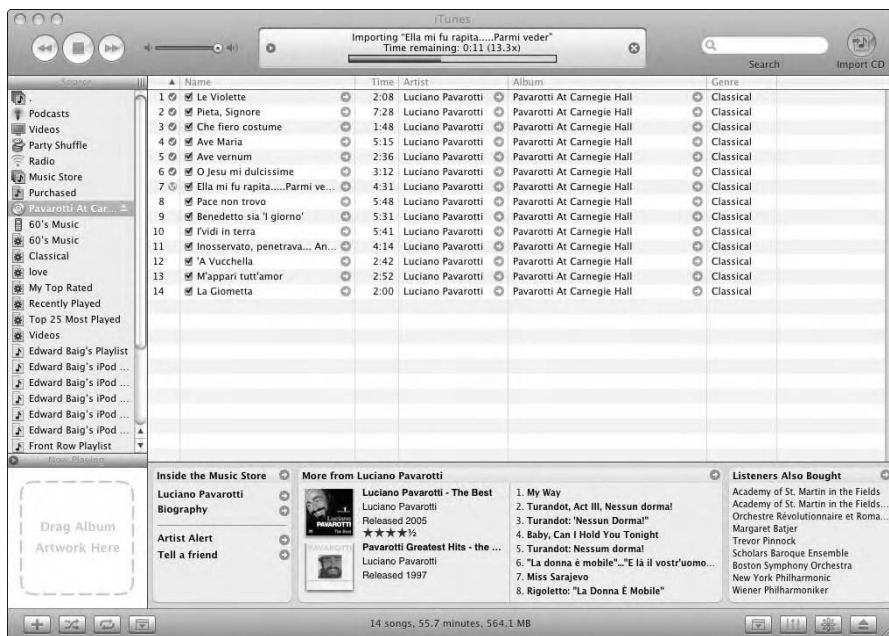 iTunes
Importing “Ella mi fu rapita.....Parmi veder”
Time remaining: 0:11 (13.3x)
Search
Import CD
Source
Name Time Artist Album Genre
.
Podcasts
Videos
Party Shuffle
Radio
Music Store
Purchased
Pavarotti At Car...
60's Music
60's Music
Classical
love
My Top Rated
Recently Played
Top 25 Most Played
Videos
Edward Baig's Playlist
Edward Baig's iPod ...
Edward Baig's iPod ...
Edward Baig's iPod ...
Edward Baig's iPod ...
Edward Baig's iPod ...
Front Row Playlist
1 Le Violette 2:08 Luciano Pavarotti Pavarotti At Carnegie Hall Classical
2 Pieta, Signore 7:28 Luciano Pavarotti Pavarotti At Carnegie Hall Classical
3 Che fiero costume 1:48 Luciano Pavarotti Pavarotti At Carnegie Hall Classical
4 Ave Maria 5:15 Luciano Pavarotti Pavarotti At Carnegie Hall Classical
5 Ave vernum 2:36 Luciano Pavarotti Pavarotti At Carnegie Hall Classical
6 O Jesu mi dulcissime 3:12 Luciano Pavarotti Pavarotti At Carnegie Hall Classical
7 Ella mi fu rapita.....Parmi ve... 4:31 Luciano Pavarotti Pavarotti At Carnegie Hall Classical
8 Pace non trovo 5:48 Luciano Pavarotti Pavarotti At Carnegie Hall Classical
9 Benedetto sia 'l giorno' 5:31 Luciano Pavarotti Pavarotti At Carnegie Hall Classical
10 I'vidi in terra 5:41 Luciano Pavarotti Pavarotti At Carnegie Hall Classical
11 Inosservato, penetrava... An... 4:14 Luciano Pavarotti Pavarotti At Carnegie Hall Classical
12 'A Vucchella 2:42 Luciano Pavarotti Pavarotti At Carnegie Hall Classical
13 M'appari tutt'amor 2:52 Luciano Pavarotti Pavarotti At Carnegie Hall Classical
14 La Giometta 2:00 Luciano Pavarotti Pavarotti At Carnegie Hall Classical
Now Playing
Drag Album
Artwork Here
Inside the Music Store
Luciano Pavarotti
Biography
Artist Alert
Tell a friend
More from Luciano Pavarotti
Luciano
PAVAROTTI
The Best
Luciano Pavarotti - The Best
Luciano Pavarotti
Released 2005
★★★★½
PAVAROTTI
Pavarotti Greatest Hits - the ...
Luciano Pavarotti
Released 1997
1. My Way
2. Turandot, Act III, Nessun dorma!
3. Turandot: 'Nessun Dorma!"
4. Baby, Can I Hold You Tonight
5. Turandot: Nessum dorma!
6. "La donna è mobile"..."E là il vostr'uomo...
7. Miss Sarajevo
8. Rigoletto: "La Donna È Mobile"
Listeners Also Bought
Academy of St. Martin in the Fields
Academy of St. Martin in the Fields...
Orchestre Révolutionnaire et Roma...
Margaret Batjer
Trevor Pinnock
Scholars Baroque Ensemble
Boston Symphony Orchestra
New York Philharmonic
Wiener Philharmoniker
14 songs, 55.7 minutes, 564.1 MB